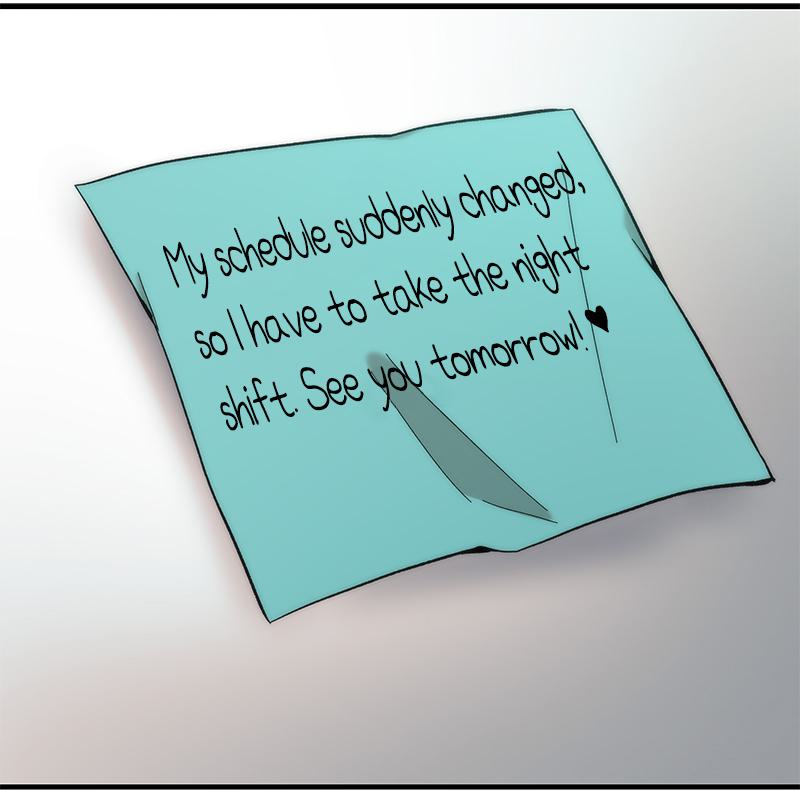 My schedule suddenly changed,
so I have to take the night
shift. See you tomorrow! ♥